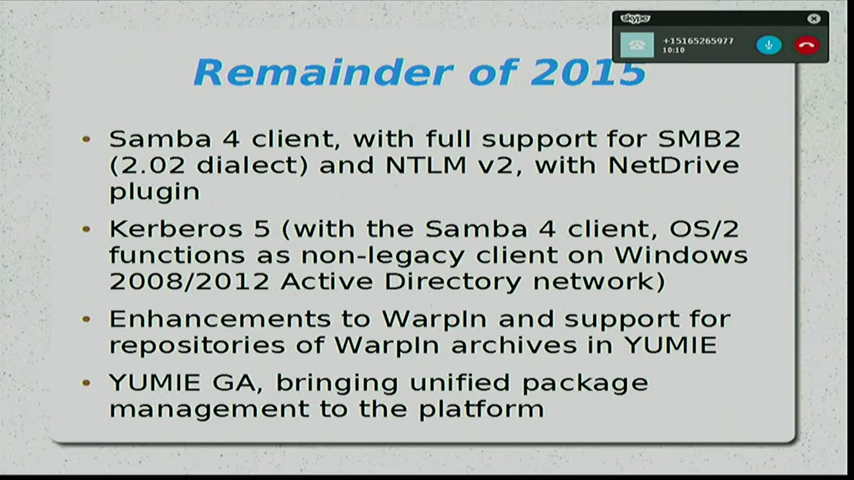 skype
+15165265977
10:10
Remainder of 2015
• Samba 4 client, with full support for SMB2
(2.02 dialect) and NTLM v2, with NetDrive
plugin
• Kerberos 5 (with the Samba 4 client, OS/2
functions as non-legacy client on Windows
2008/2012 Active Directory network)
• Enhancements to WarpIn and support for
repositories of WarpIn archives in YUMIE
• YUMIE GA, bringing unified package
management to the platform